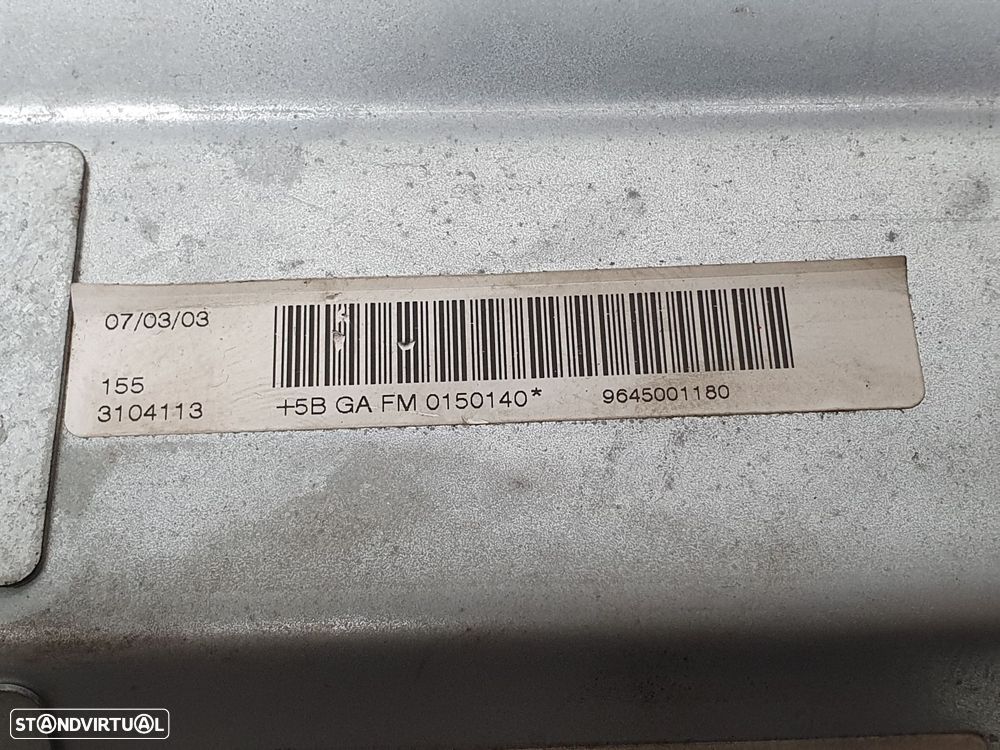 07/03/03
155
3104113
+5B GA FM 0150140*
9645001180
STANDVIRTUAL